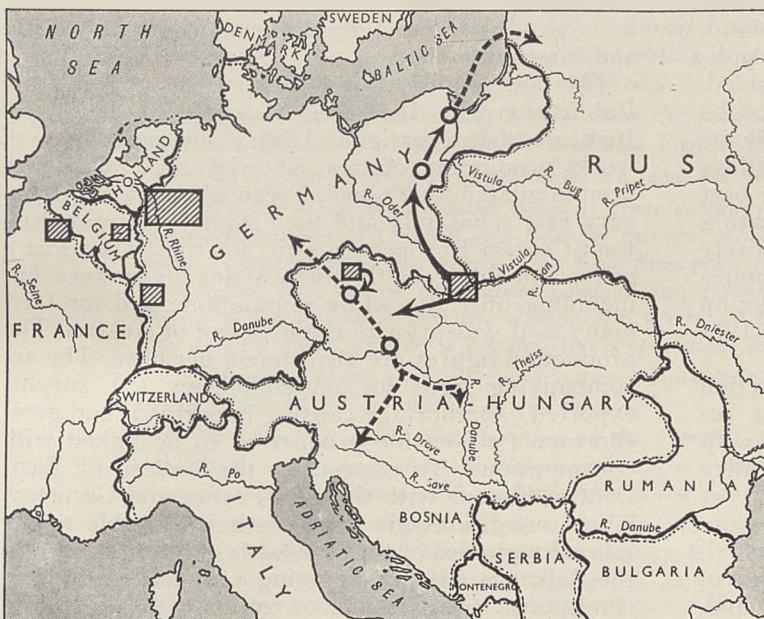 SWEDEN
NORTH
SEA
DENMARK
BALTIC SEA
HOLLAND
GERMANY
RUSS
Vistula
R. Bug
R. Pripet
R. Oder
BELGIUM
R. Rhine
R. Vistula
R. San
R. Seine
FRANCE
R. Danube
R. Dniester
Theiss
SWITZERLAND
AUSTRIA-HUNGARY
R. Danube
R. Drave
R. Po
R. Save
RUMANIA
BOSNIA
R. Danube
ADRIATIC SEA
ITALY
SERBIA
BULGARIA
MONTENEGRO